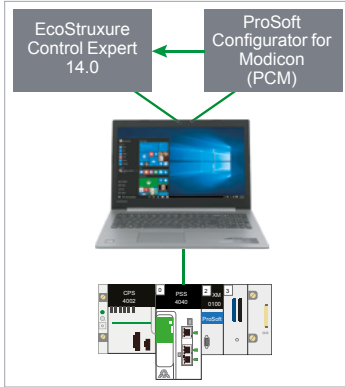 EcoStruxure
Control Expert
14.0
ProSoft
Configurator for
Modicon
(PCM)
CPS
4002
0
PSS
4040
2
XM
0100
3
ProSoft